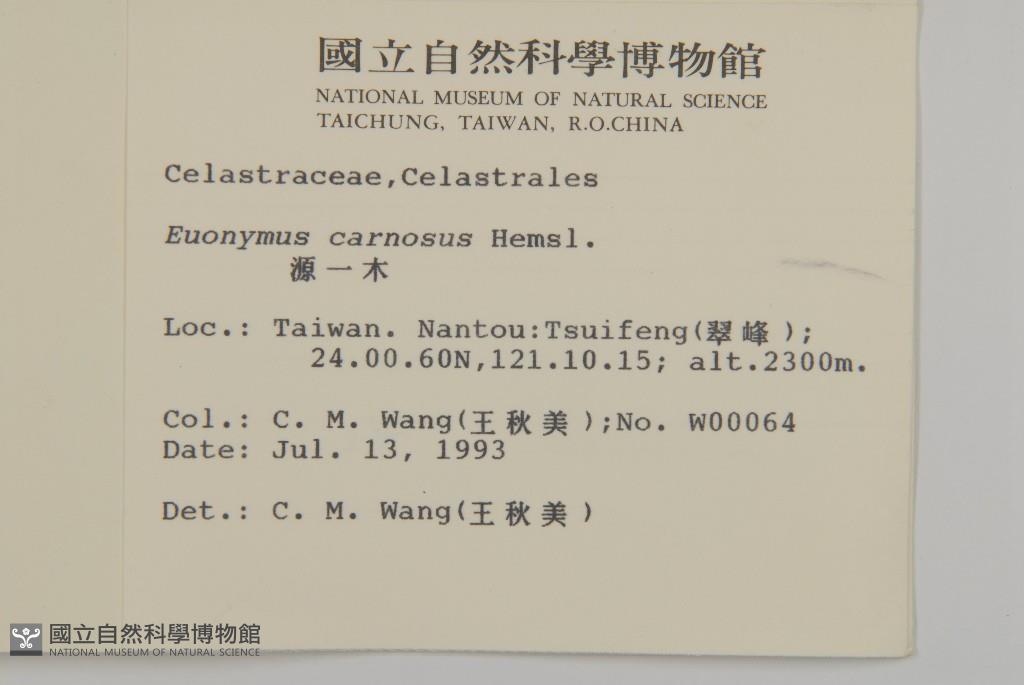 國立自然科學博物館
NATIONAL MUSEUM OF NATURAL SCIENCE
TAICHUNG, TAIWAN, R.O.CHINA
Celastraceae,Celastrales
Euonymus carnosus Hemsl.
源一木
Loc.: Taiwan. Nantou:Tsuifeng(翠峰);
24.00.60N,121.10.15; alt.2300m.
Col.: C. M. Wang(王秋美);No. W00064
Date: Jul. 13, 1993
Det.: C. M. Wang(王秋美)
國立自然科學博物館
NATIONAL MUSEUM OF NATURAL SCIENCE